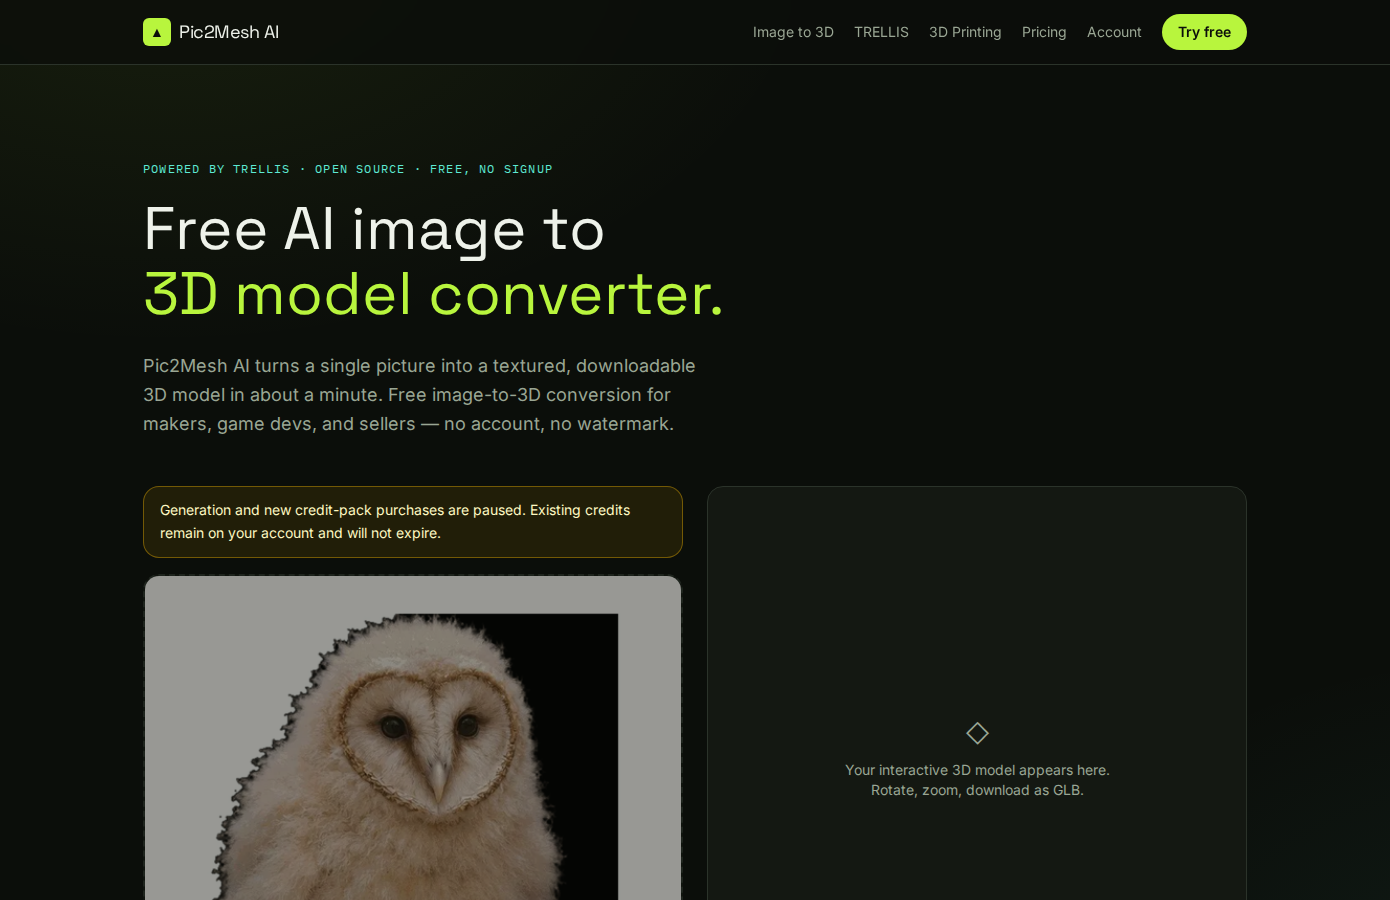 ▲ Pic2Mesh AI
Image to 3D TRELLIS 3D Printing Pricing Account Try free
POWERED BY TRELLIS · OPEN SOURCE · FREE, NO SIGNUP
Free AI image to
3D model converter.
Pic2Mesh AI turns a single picture into a textured, downloadable
3D model in about a minute. Free image-to-3D conversion for
makers, game devs, and sellers — no account, no watermark.
Generation and new credit-pack purchases are paused. Existing credits
remain on your account and will not expire.
Your interactive 3D model appears here.
Rotate, zoom, download as GLB.